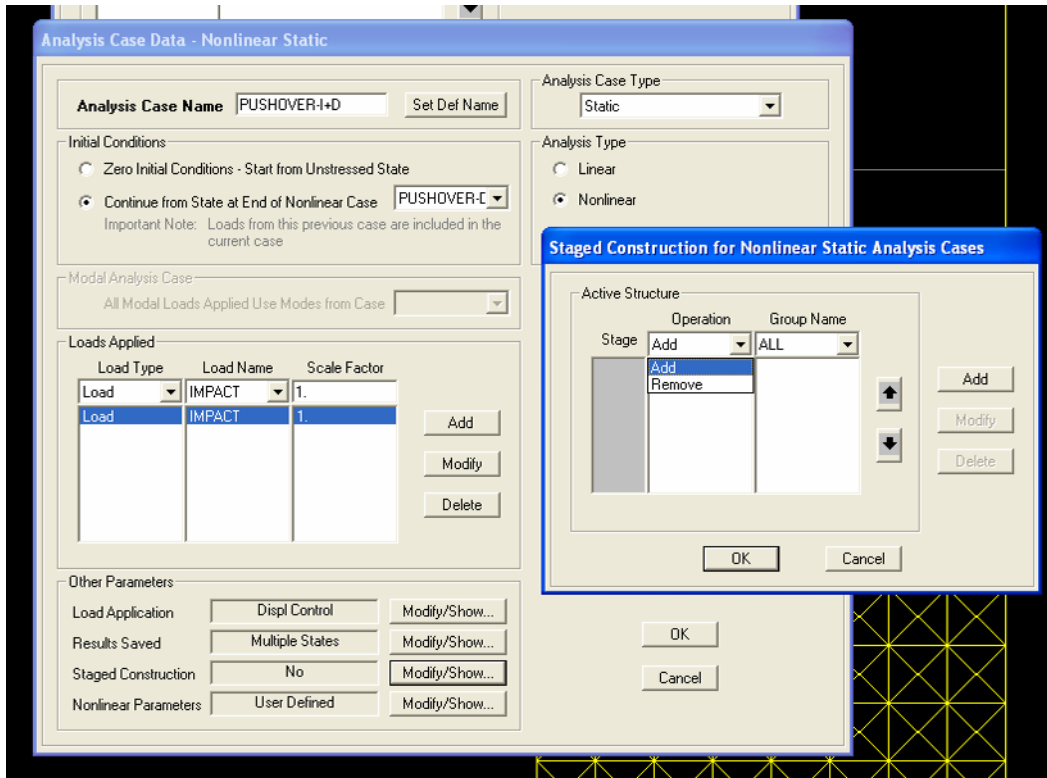 Analysis Case Data - Nonlinear Static
Analysis Case Name PUSHOVER-I+D Set Def Name
Analysis Case Type
Static
Initial Conditions
Zero Initial Conditions - Start from Unstressed State
Continue from State at End of Nonlinear Case PUSHOVER-D
Important Note: Loads from this previous case are included in the
current case
Analysis Type
Linear
Nonlinear
Modal Analysis Case
All Modal Loads Applied Use Modes from Case
Loads Applied
Load Type Load Name Scale Factor
Load IMPACT 1.
Load IMPACT 1.
Add
Modify
Delete
Other Parameters
Load Application Displ Control Modify/Show...
Results Saved Multiple States Modify/Show...
Staged Construction No Modify/Show...
Nonlinear Parameters User Defined Modify/Show...
OK
Cancel
Staged Construction for Nonlinear Static Analysis Cases
Active Structure
Operation Group Name
Stage Add ALL
Add
Remove
Add
Modify
Delete
OK Cancel